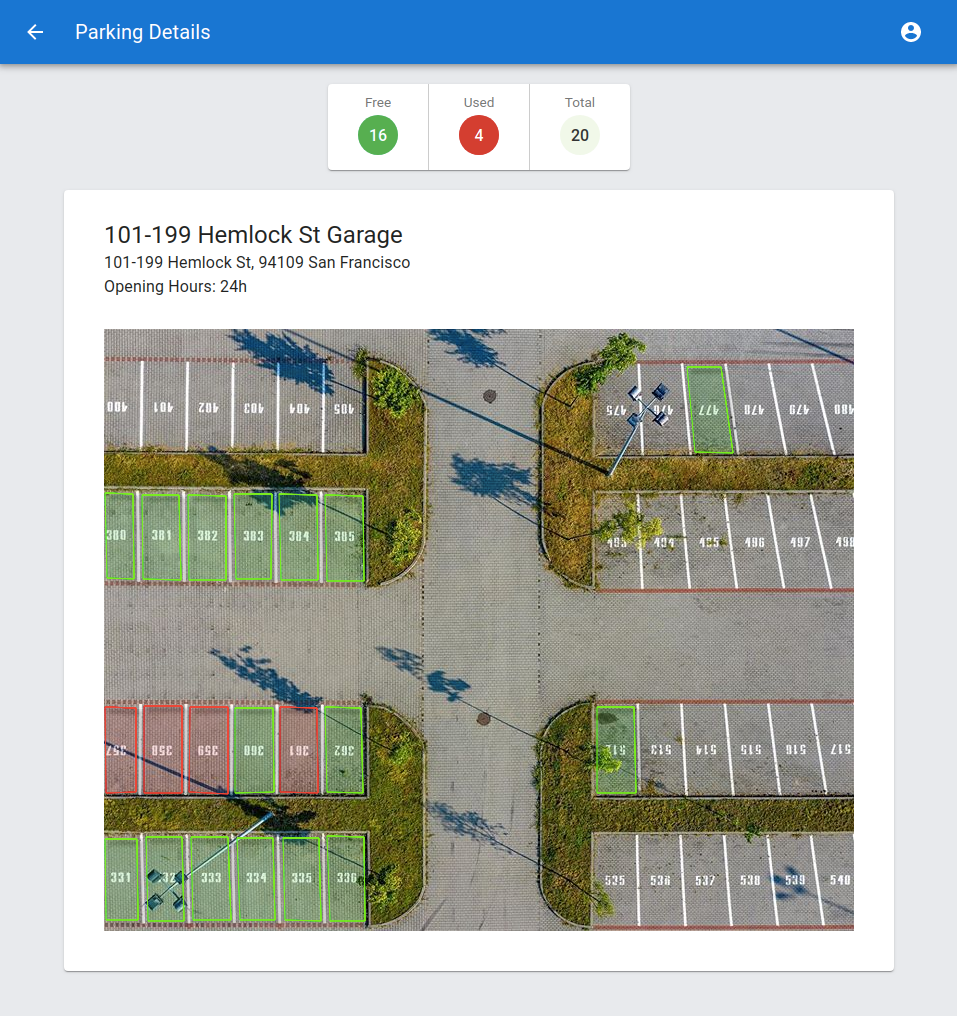 Parking Details
Free
Used
Total
16
4
20
101-199 Hemlock St Garage
101-199 Hemlock St, 94109 San Francisco
Opening Hours: 24h
400 401 402 403 404 405
475 476 477 478 479 480
380 381 382 383 384 385
493 494 495 496 497 498
357 358 359 360 361 362
512 513 514 515 516 517
331 332 333 334 335 336
535 536 537 538 539 540